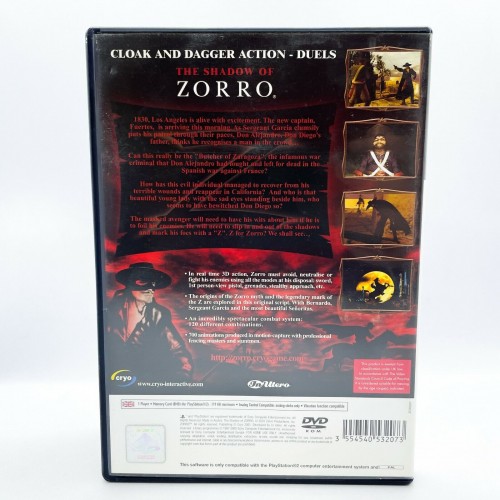 CLOAK AND DAGGER ACTION - DUELS
THE SHADOW OF
ZORRO
1830, Los Angeles is alive with excitement. The new captain,
Fuertes, is arriving this morning. As Sergeant Garcia clumsily
puts his patrol through their paces, Don Alejandro, Don Diego's
father, thinks he recognises a man in the crowd.
Can this really be the "Butcher of Zaragoza", the infamous war
criminal that Don Alejandro had fought and left for dead in the
Spanish war against France?
How has this evil individual managed to recover from his
terrible wounds and reappear in California? And who is that
beautiful young lady with the sad eyes standing beside him, who
seems to have bewitched Don Diego so?
The masked avenger will need to have his wits about him if he is
to foil his enemies. He will need to slip in and out of the shadows
and mark his foes with a "Z". Z for Zorro? We shall see...
• In real time 3D action, Zorro must avoid, neutralise or
fight his enemies using all the modes at his disposal: sword,
1st person view pistol, grenades, stealthy approach, etc.
• The origins of the Zorro myth and the legendary mark of
the Z are explored in this original script. With Bernardo,
Sergeant Garcia and the most beautiful Señoritas.
• An incredibly spectacular combat system:
920 different combinations.
• 700 animations produced in motion-capture with professional
fencing masters and stuntmen.
http://zorro.cryogame.com
cryo
www.cryo-interactive.com
In Utero
1 Player
DVD
ROM
3 554540 532073
This software is only compatible with the PlayStation®2 computer entertainment system and